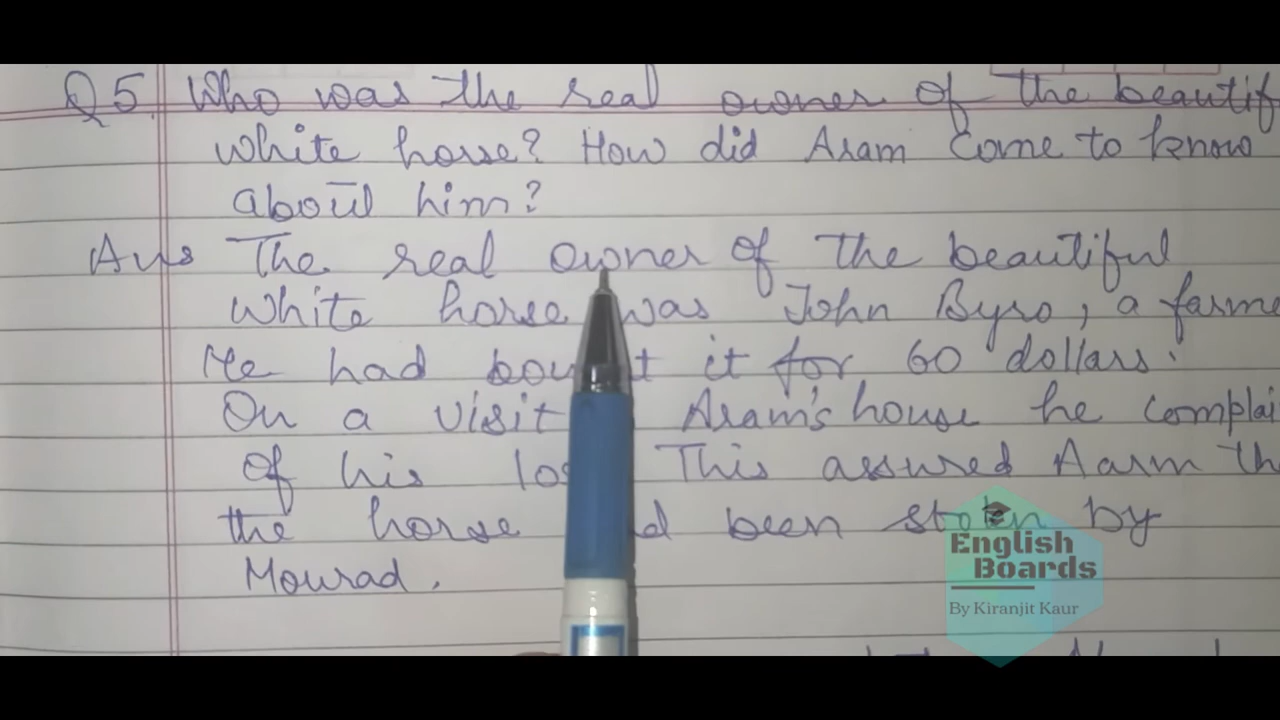 Q5. Who was the real owner of the beautif
white horse? How did Aram come to know
about him?
Ans The real owner of the beautiful
white horse was John Byro, a farme
He had bou t it for 60 dollars.
On a visit Aram's house he complai
of his los This assured Aarm th
the horse d been stolen by
Mourad.
English
Boards
By Kiranjit Kaur